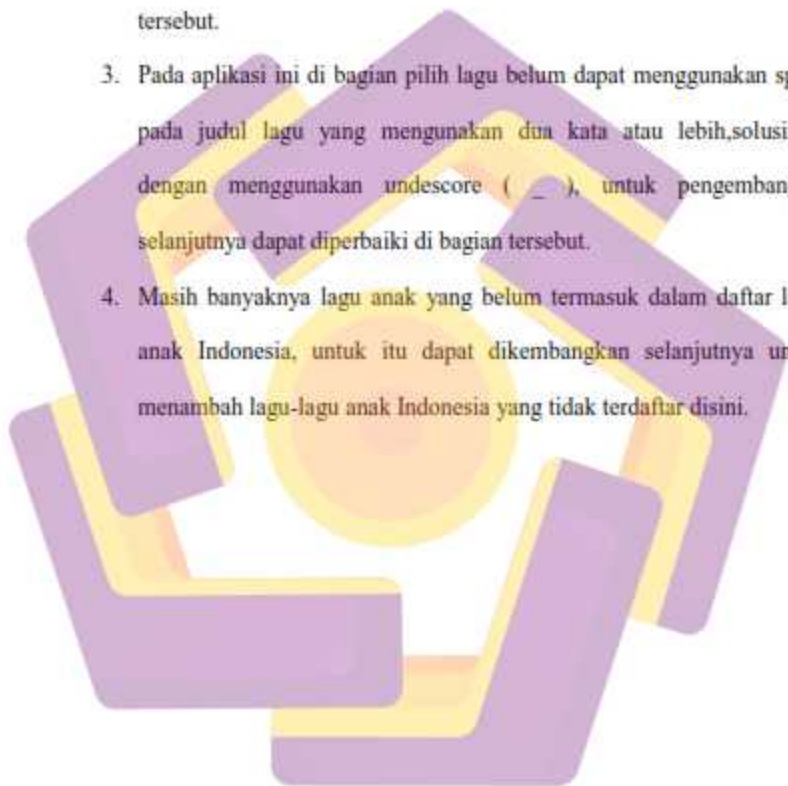 tersebut.
3. Pada aplikasi ini di bagian pilih lagu belum dapat menggunakan
pada judul lagu yang mengunakan dua kata atau lebih,solusi
dengan menggunakan undescore ( _ ), untuk
selanjutnya dapat diperbaiki di bagian tersebut.
4. Masih banyaknya lagu anak yang belum termasuk dalam daftar
anak Indonesia, untuk itu dapat dikembangkan selanjutnya
menambah lagu-lagu anak Indonesia yang tidak terdaftar disini.